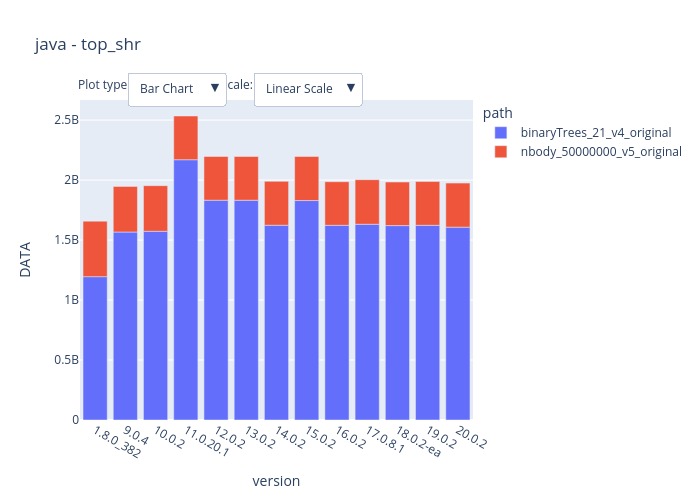 java - top_shr
Plot type
Bar Chart ▼
cale:
Linear Scale ▼
path
binaryTrees_21_v4_original
nbody_50000000_v5_original
2.5B
2B
1.5B
1B
0.5B
0
DATA
1.8.0_382
9.0.4
10.0.2
11.0.20.1
12.0.2
13.0.2
14.0.2
15.0.2
16.0.2
17.0.8.1
18.0.2-ea
19.0.2
20.0.2
version